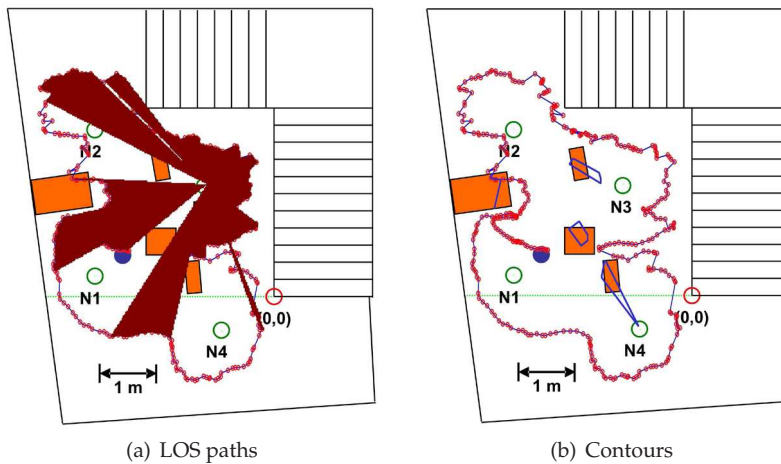 N2
N1
N4
(0,0)
1 m
N2
N3
N1
N4
(0,0)
1 m
(a) LOS paths
(b) Contours